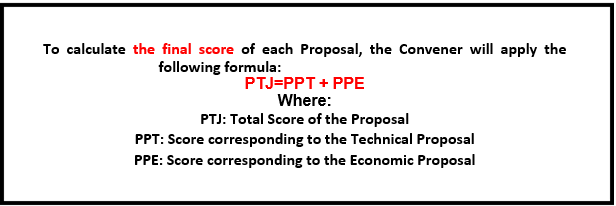 To calculate the final score of each Proposal, the Convener will apply the
following formula:
PTJ=PPT + PPE
Where:
PTJ: Total Score of the Proposal
PPT: Score corresponding to the Technical Proposal
PPE: Score corresponding to the Economic Proposal